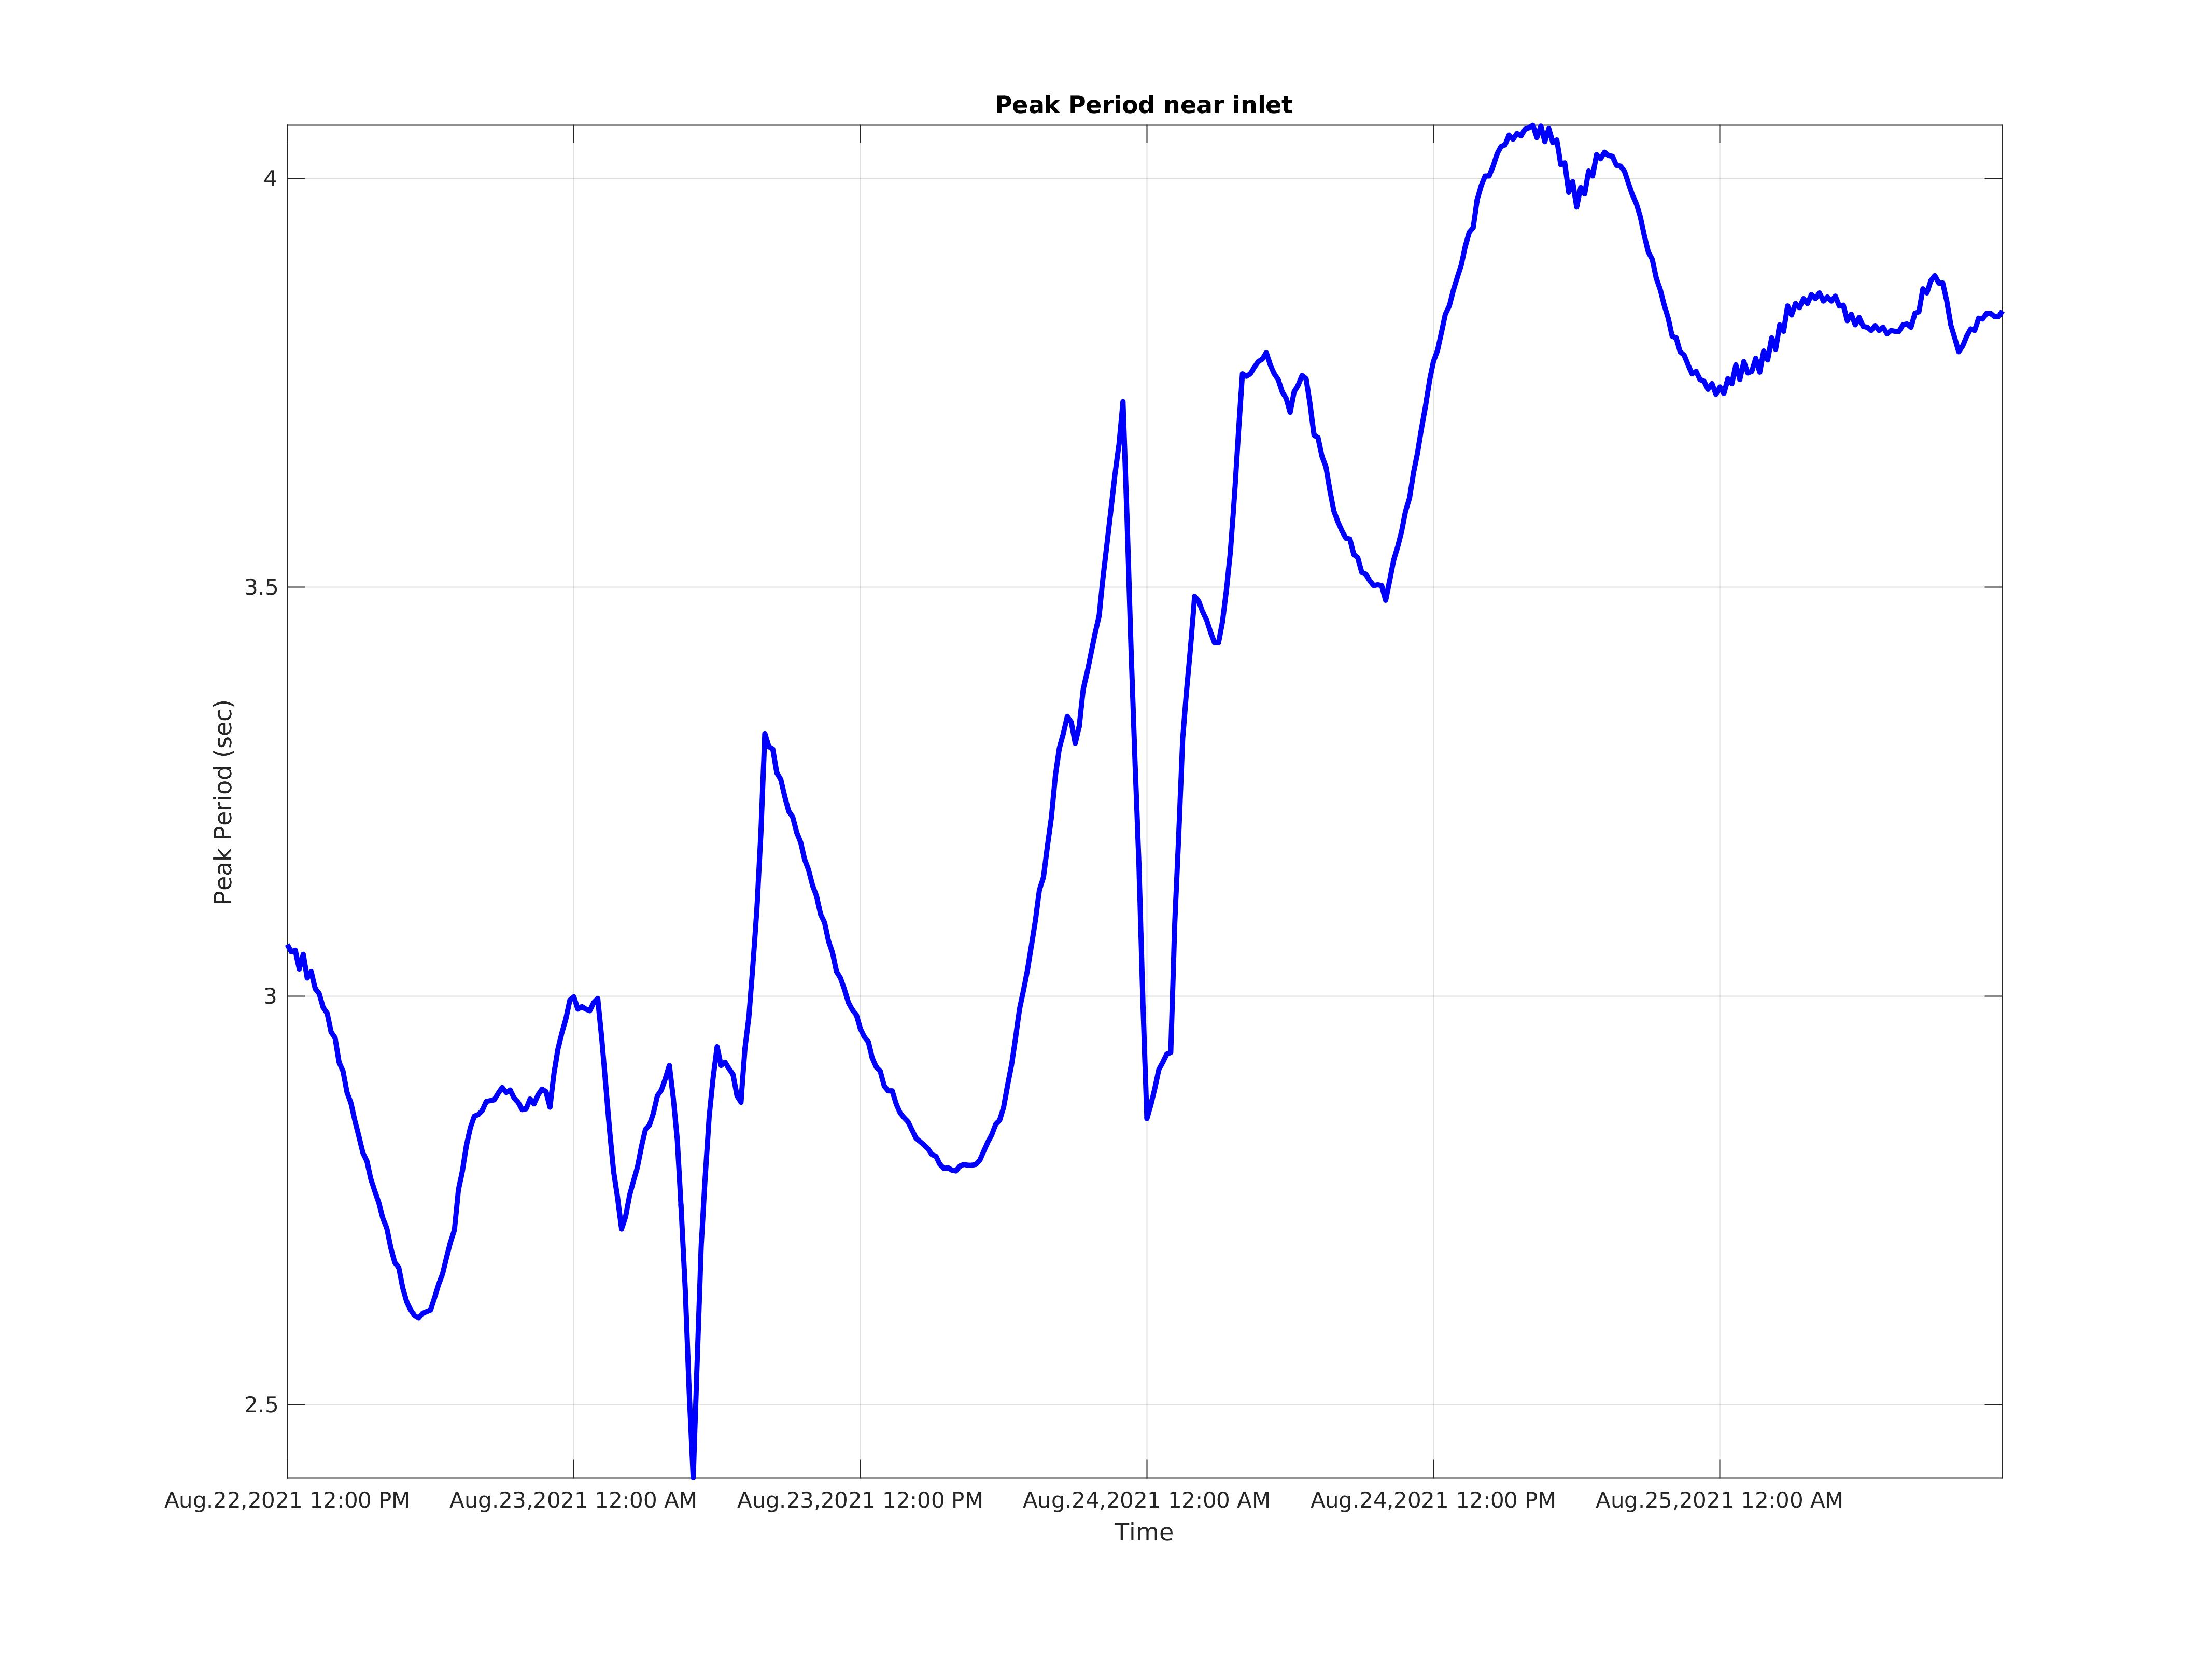 Peak Period near inlet
4
3.5
3
2.5
Peak Period (sec)
Aug.22,2021 12:00 PM Aug.23,2021 12:00 AM Aug.23,2021 12:00 PM Aug.24,2021 12:00 AM Aug.24,2021 12:00 PM Aug.25,2021 12:00 AM
Time